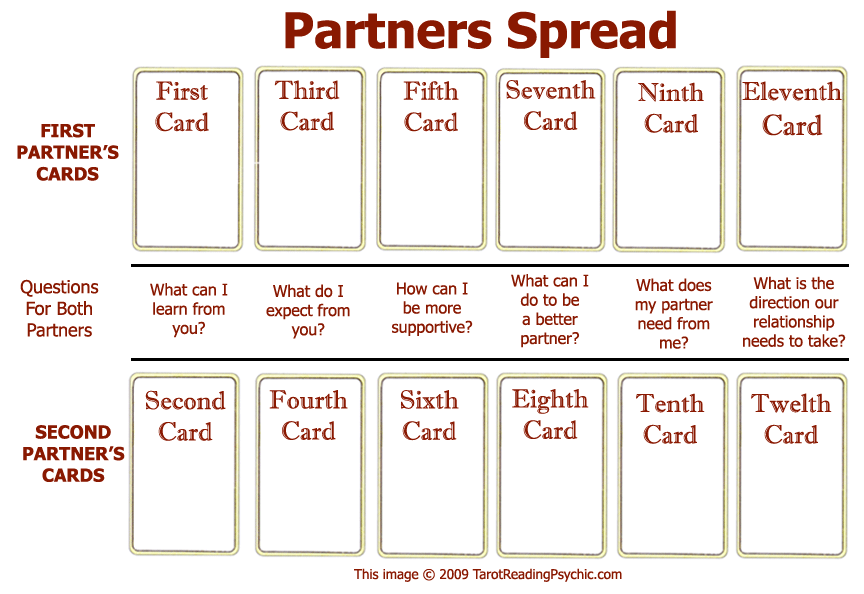 Partners Spread
First
Card
Third
Card
Fifth
Card
Seventh
Card
Ninth
Card
Eleventh
Card
FIRST
PARTNER'S
CARDS
Questions
For Both
Partners
What can I
learn from
you?
What do I
expect from
you?
How can I
be more
supportive?
What can I
do to be
a better
partner?
What does
my partner
need from
me?
What is the
direction our
relationship
needs to take?
SECOND
PARTNER'S
CARDS
Second
Card
Fourth
Card
Sixth
Card
Eighth
Card
Tenth
Card
Twelth
Card
This image © 2009 TarotReadingPsychic.com